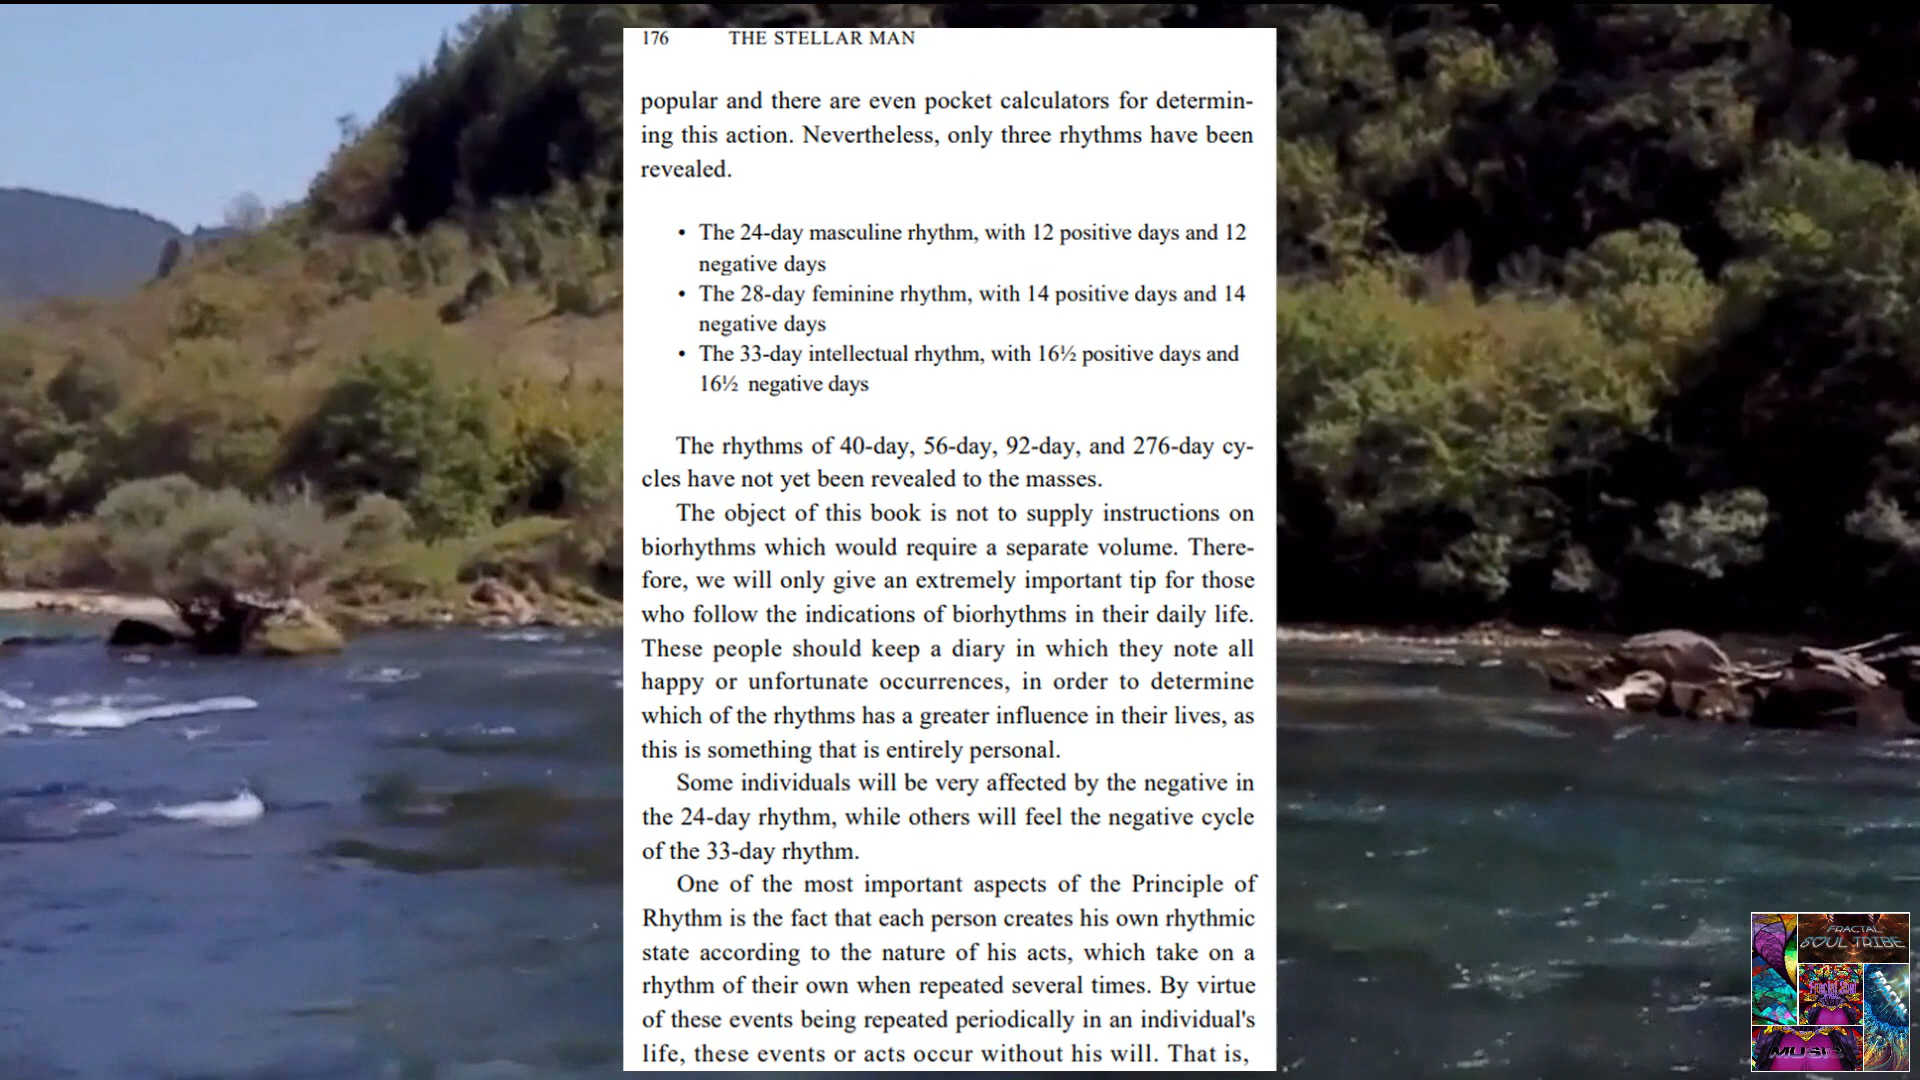 176 THE STELLAR MAN
popular and there are even pocket calculators for determin-
ing this action. Nevertheless, only three rhythms have been
revealed.
• The 24-day masculine rhythm, with 12 positive days and 12
negative days
• The 28-day feminine rhythm, with 14 positive days and 14
negative days
• The 33-day intellectual rhythm, with 16½ positive days and
16½ negative days
The rhythms of 40-day, 56-day, 92-day, and 276-day cy-
cles have not yet been revealed to the masses.
The object of this book is not to supply instructions on
biorhythms which would require a separate volume. There-
fore, we will only give an extremely important tip for those
who follow the indications of biorhythms in their daily life.
These people should keep a diary in which they note all
happy or unfortunate occurrences, in order to determine
which of the rhythms has a greater influence in their lives, as
this is something that is entirely personal.
Some individuals will be very affected by the negative in
the 24-day rhythm, while others will feel the negative cycle
of the 33-day rhythm.
One of the most important aspects of the Principle of
Rhythm is the fact that each person creates his own rhythmic
state according to the nature of his acts, which take on a
rhythm of their own when repeated several times. By virtue
of these events being repeated periodically in an individual's
life, these events or acts occur without his will. That is,
FRACTAL
SOUL TRIBE
Fractal Soul
MUSIC